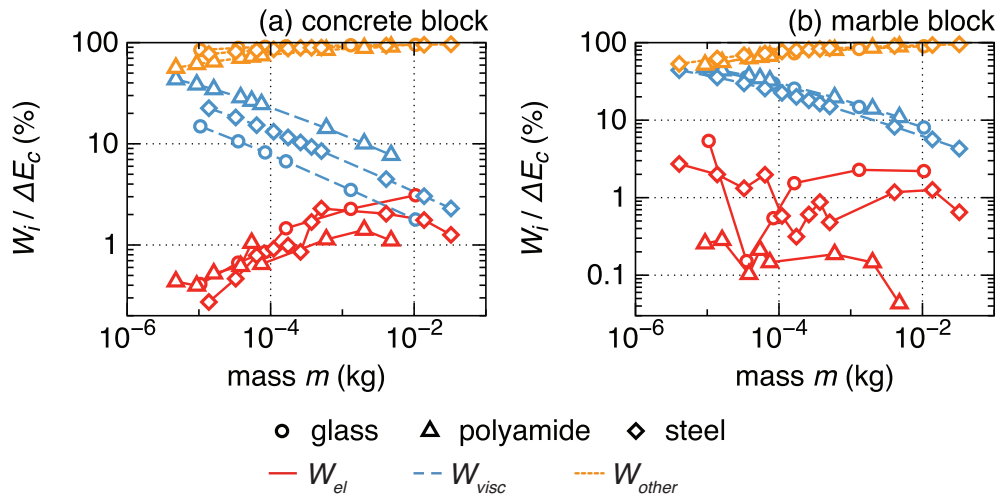 (a) concrete block
(b) marble block
100
10
1
W_i / ΔE_c (%)
10^−6
10^−4
10^−2
mass m (kg)
100
10
1
0.1
W_i / ΔE_c (%)
10^−6
10^−4
10^−2
mass m (kg)
glass
polyamide
steel
W_el
W_visc
W_other